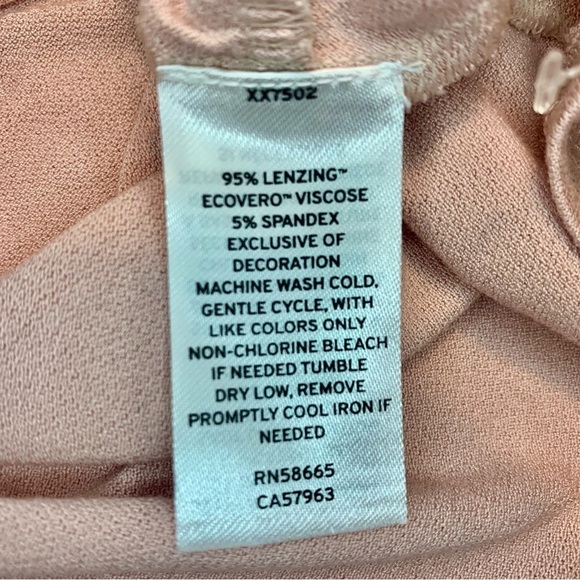 XX7502
95% LENZING™
ECOVERO™ VISCOSE
5% SPANDEX
EXCLUSIVE OF
DECORATION
MACHINE WASH COLD,
GENTLE CYCLE, WITH
LIKE COLORS ONLY
NON-CHLORINE BLEACH
IF NEEDED TUMBLE
DRY LOW, REMOVE
PROMPTLY COOL IRON IF
NEEDED
RN58665
CA57963